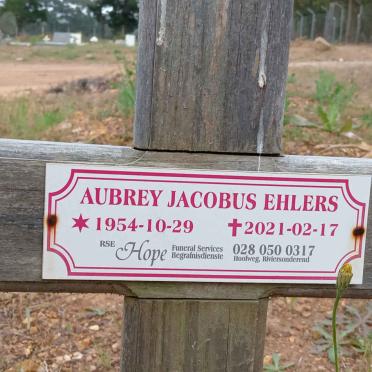 AUBREY JACOBUS EHLERS
✶ 1954-10-29 ✝ 2021-02-17
RSE Hope Funeral Services Begrafnisdienste 028 050 0317
Hoofweg, Riviersonderend